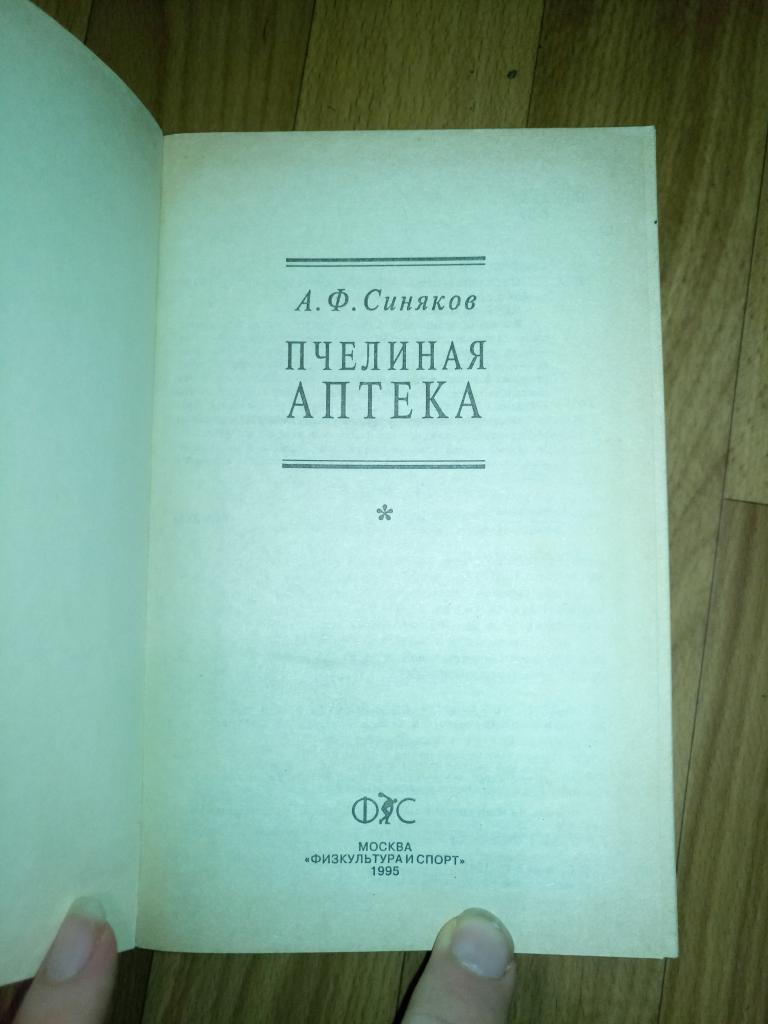 А. Ф. Синяков
ПЧЕЛИНАЯ
АПТЕКА
*
ФиС
МОСКВА
«ФИЗКУЛЬТУРА И СПОРТ»
1995